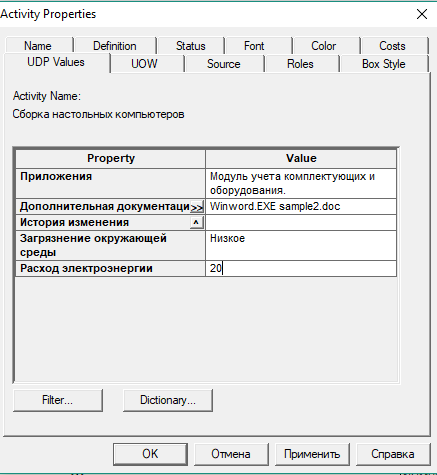 Activity Properties
Name Definition Status Font Color Costs
UDP Values UOW Source Roles Box Style
Activity Name:
Сборка настольных компьютеров
Property Value
Приложения Модуль учета комплектующих и
оборудования.
Дополнительная документаци >> Winword.EXE sample2.doc
История изменения ^
Загрязнение окружающей Низкое
среды
Расход электроэнергии 20
Filter... Dictionary...
OK Отмена Применить Справка